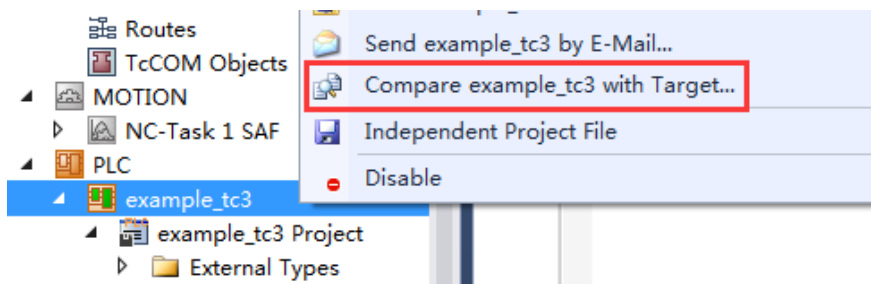 Routes
TcCOM Objects
MOTION
NC-Task 1 SAF
PLC
example_tc3
example_tc3 Project
External Types
Send example_tc3 by E-Mail...
Compare example_tc3 with Target...
Independent Project File
Disable